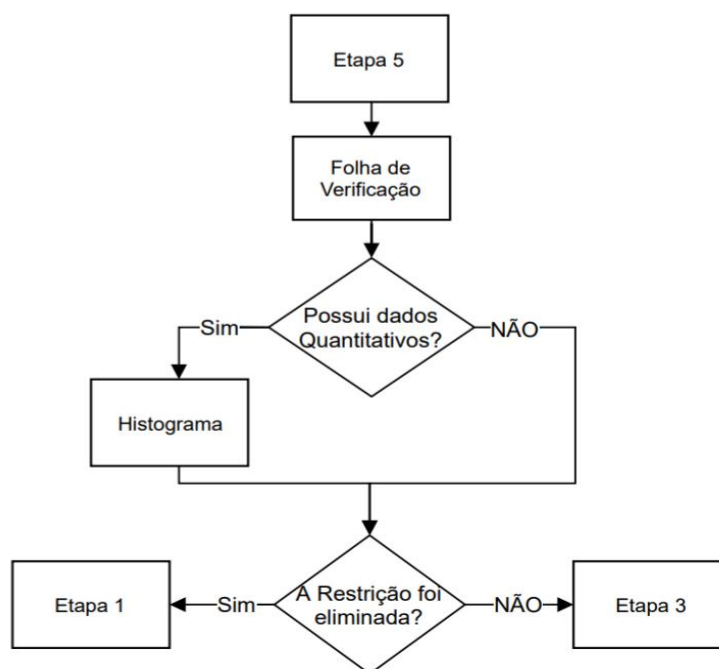 Etapa 5
Folha de
Verificação
Possui dados
Quantitativos?
Sim
NÃO
Histograma
A Restrição foi
eliminada?
Etapa 1
Sim
NÃO
Etapa 3